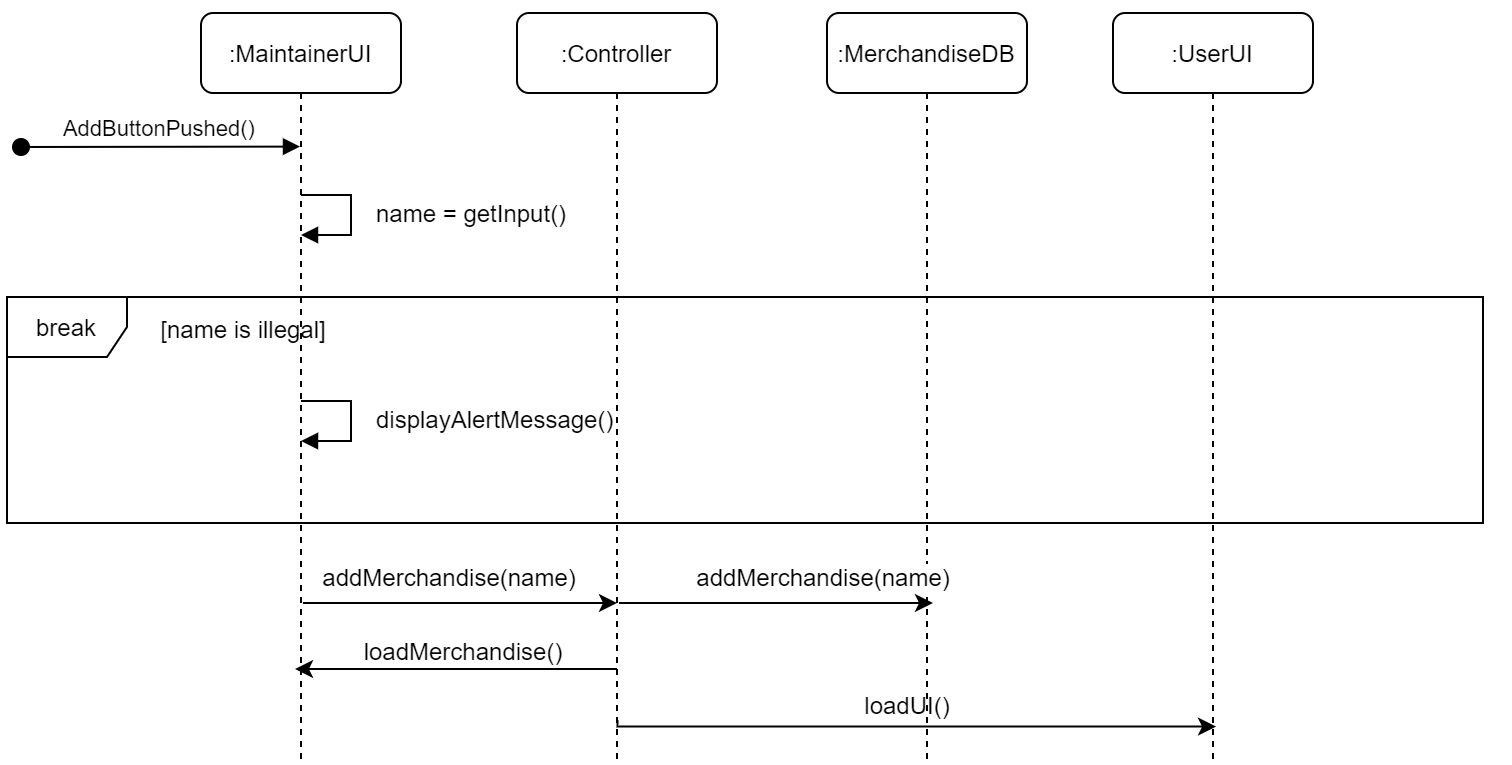 :MaintainerUI
:Controller
:MerchandiseDB
:UserUI
AddButtonPushed()
name = getInput()
break
[name is illegal]
displayAlertMessage()
addMerchandise(name)
addMerchandise(name)
loadMerchandise()
loadUI()